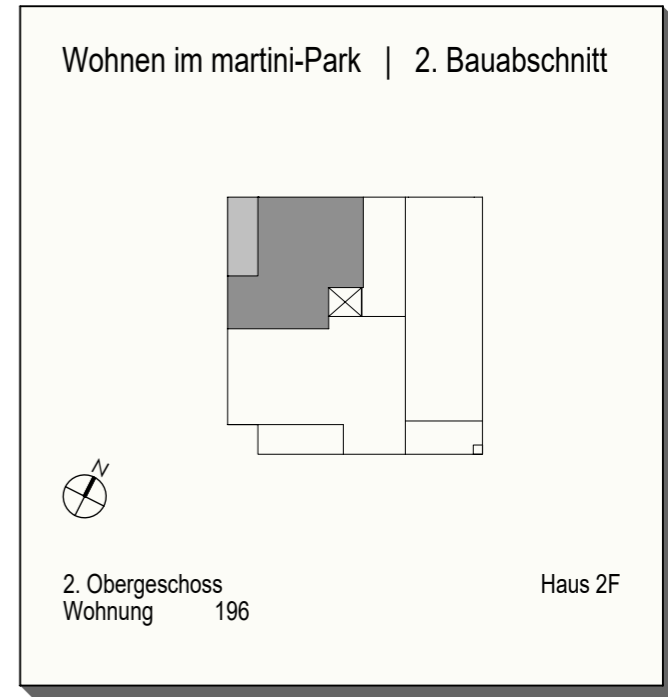 Wohnen im martini-Park | 2. Bauabschnitt
N
2. Obergeschoss Haus 2F
Wohnung 196